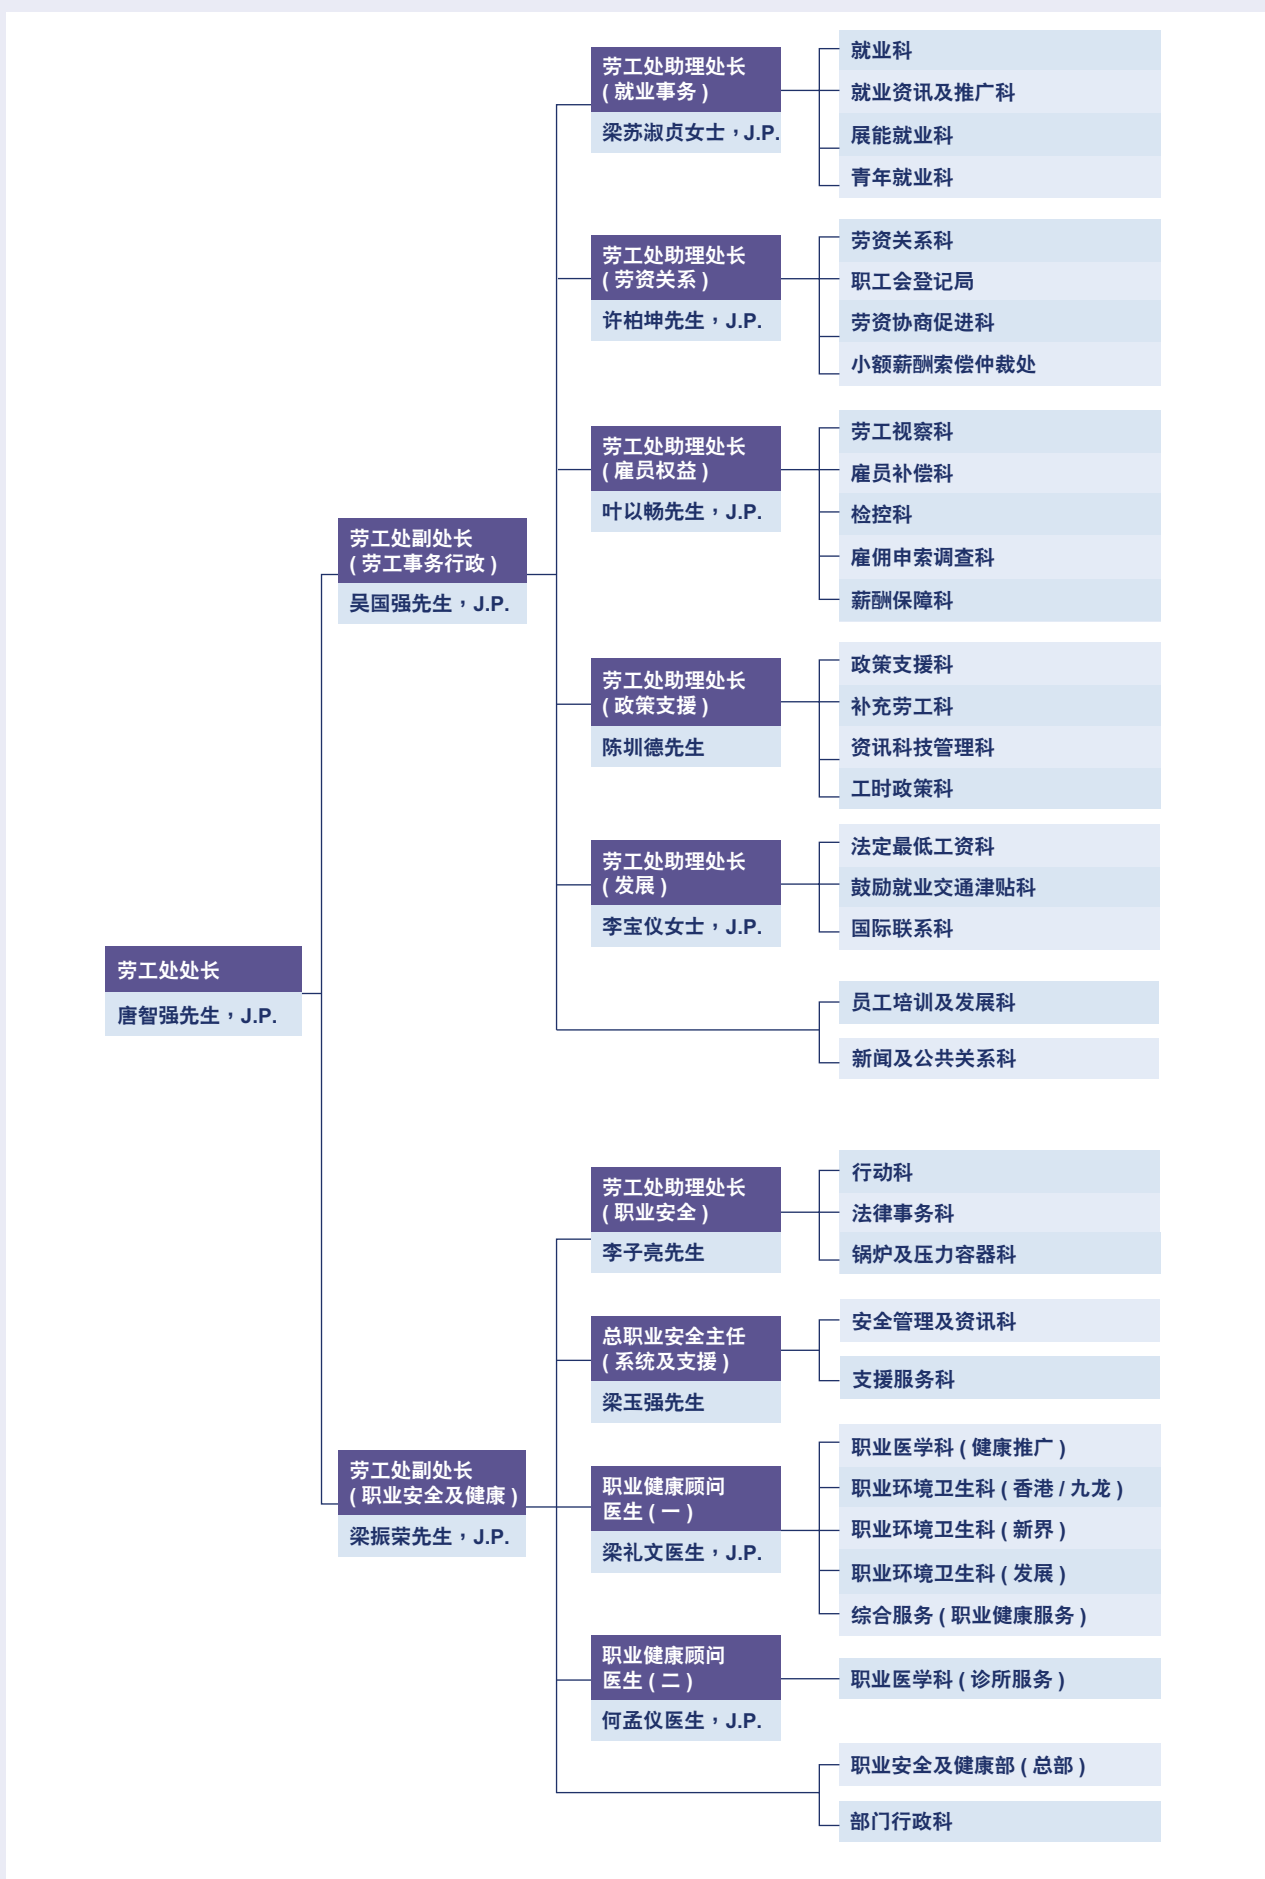 劳工处处长
唐智强先生，J.P.
劳工处副处长
( 劳工事务行政 )
吴国强先生，J.P.
劳工处助理处长
( 就业事务 )
梁苏淑贞女士，J.P.
就业科
就业资讯及推广科
展能就业科
青年就业科
劳工处助理处长
( 劳资关系 )
许柏坤先生，J.P.
劳资关系科
职工会登记局
劳资协商促进科
小额薪酬索偿仲裁处
劳工处助理处长
( 雇员权益 )
叶以畅先生，J.P.
劳工视察科
雇员补偿科
检控科
雇佣申索调查科
薪酬保障科
劳工处助理处长
( 政策支援 )
陈圳德先生
政策支援科
补充劳工科
资讯科技管理科
工时政策科
劳工处助理处长
( 发展 )
李宝仪女士，J.P.
法定最低工资科
鼓励就业交通津贴科
国际联系科
员工培训及发展科
新闻及公共关系科
劳工处副处长
( 职业安全及健康 )
梁振荣先生，J.P.
劳工处助理处长
( 职业安全 )
李子亮先生
行动科
法律事务科
锅炉及压力容器科
总职业安全主任
( 系统及支援 )
梁玉强先生
安全管理及资讯科
支援服务科
职业健康顾问
医生 ( 一 )
梁礼文医生，J.P.
职业医学科 ( 健康推广 )
职业环境卫生科 ( 香港 / 九龙 )
职业环境卫生科 ( 新界 )
职业环境卫生科 ( 发展 )
综合服务 ( 职业健康服务 )
职业健康顾问
医生 ( 二 )
何孟仪医生，J.P.
职业医学科 ( 诊所服务 )
职业安全及健康部 ( 总部 )
部门行政科